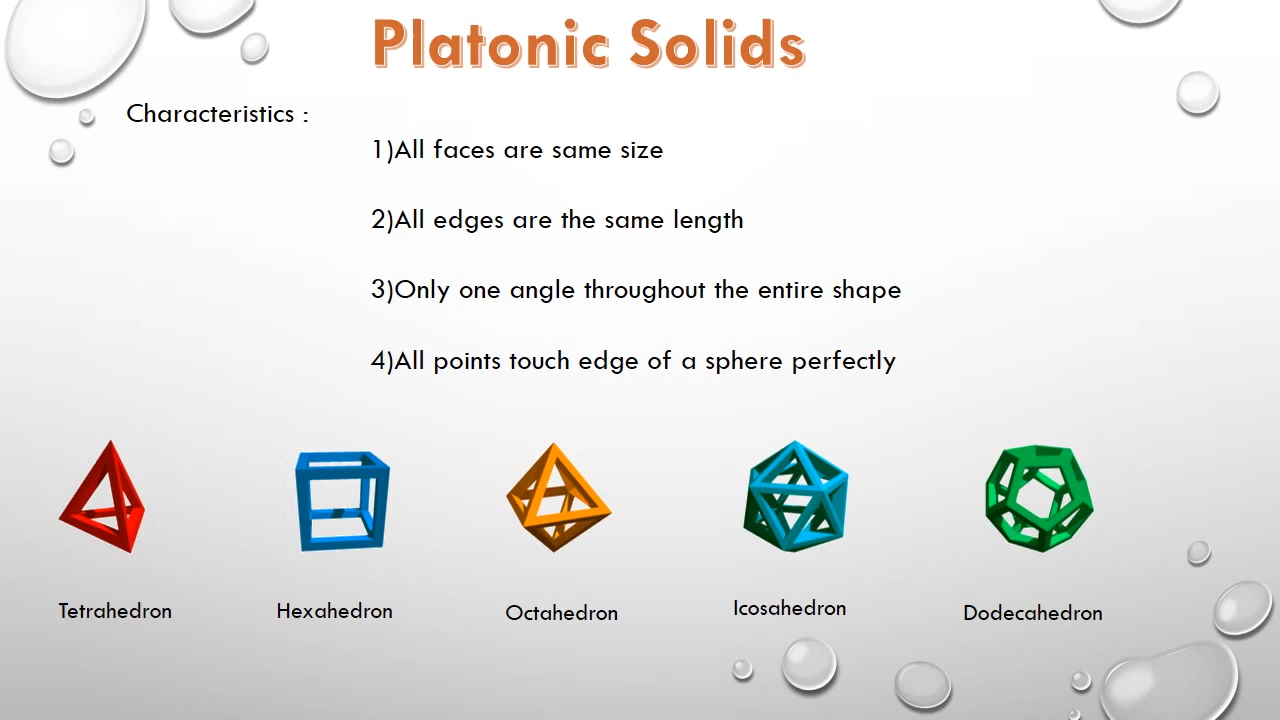 Platonic Solids
Characteristics :
1)All faces are same size
2)All edges are the same length
3)Only one angle throughout the entire shape
4)All points touch edge of a sphere perfectly
Tetrahedron
Hexahedron
Octahedron
Icosahedron
Dodecahedron